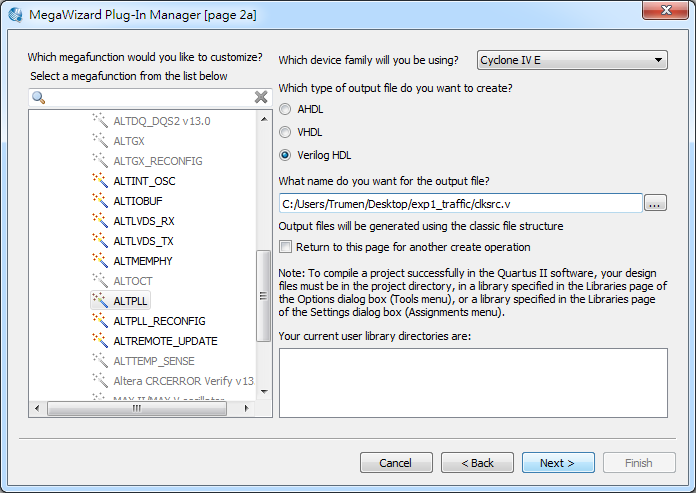 MegaWizard Plug-In Manager [page 2a]
Which megafunction would you like to customize?
Select a megafunction from the list below
ALTDQ_DQS2 v13.0
ALTGX
ALTGX_RECONFIG
ALTINT_OSC
ALTIOBUF
ALTLVDS_RX
ALTLVDS_TX
ALTMEMPHY
ALTOCT
ALTPLL
ALTPLL_RECONFIG
ALTREMOTE_UPDATE
ALTTEMP_SENSE
Altera CRCERROR Verify v13
MAX II/MAX V oscillator
Which device family will you be using?
Cyclone IV E
Which type of output file do you want to create?
AHDL
VHDL
Verilog HDL
What name do you want for the output file?
C:/Users/Trumen/Desktop/exp1_traffic/clksrc.v
...
Output files will be generated using the classic file structure
Return to this page for another create operation
Note: To compile a project successfully in the Quartus II software, your design
files must be in the project directory, in a library specified in the Libraries page of
the Options dialog box (Tools menu), or a library specified in the Libraries page
of the Settings dialog box (Assignments menu).
Your current user library directories are:
Cancel
< Back
Next >
Finish